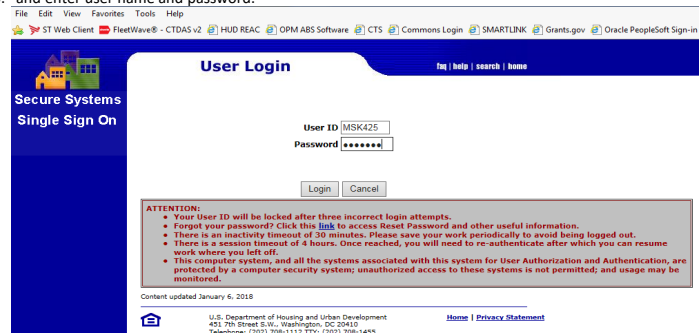 and enter user name and password.
File Edit View Favorites Tools Help
ST Web Client FleetWave® - CTDAS v2 HUD REAC OPM ABS Software CTS Commons Login SMARTLINK Grants.gov Oracle PeopleSoft Sign-in
User Login
faq | help | search | home
Secure Systems
Single Sign On
User ID MSK425
Password •••••••
Login Cancel
ATTENTION:
• Your User ID will be locked after three incorrect login attempts.
• Forgot your password? Click this link to access Reset Password and other useful information.
• There is an inactivity timeout of 30 minutes. Please save your work periodically to avoid being logged out.
• There is a session timeout of 4 hours. Once reached, you will need to re-authenticate after which you can resume
work where you left off.
• This computer system, and all the systems associated with this system for User Authorization and Authentication, are
protected by a computer security system; unauthorized access to these systems is not permitted; and usage may be
monitored.
Content updated January 6, 2018
U.S. Department of Housing and Urban Development
Home | Privacy Statement
451 7th Street S.W., Washington, DC 20410
Telephone: (202) 708-1112 TTY: (202) 708-1455